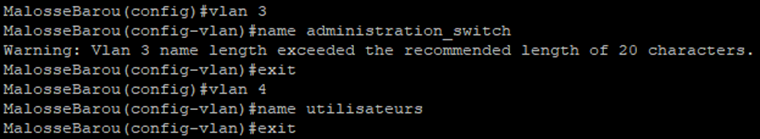 MalosseBarou(config)#vlan 3
MalosseBarou(config-vlan)#name administration_switch
Warning: Vlan 3 name length exceeded the recommended length of 20 characters.
MalosseBarou(config-vlan)#exit
MalosseBarou(config)#vlan 4
MalosseBarou(config-vlan)#name utilisateurs
MalosseBarou(config-vlan)#exit